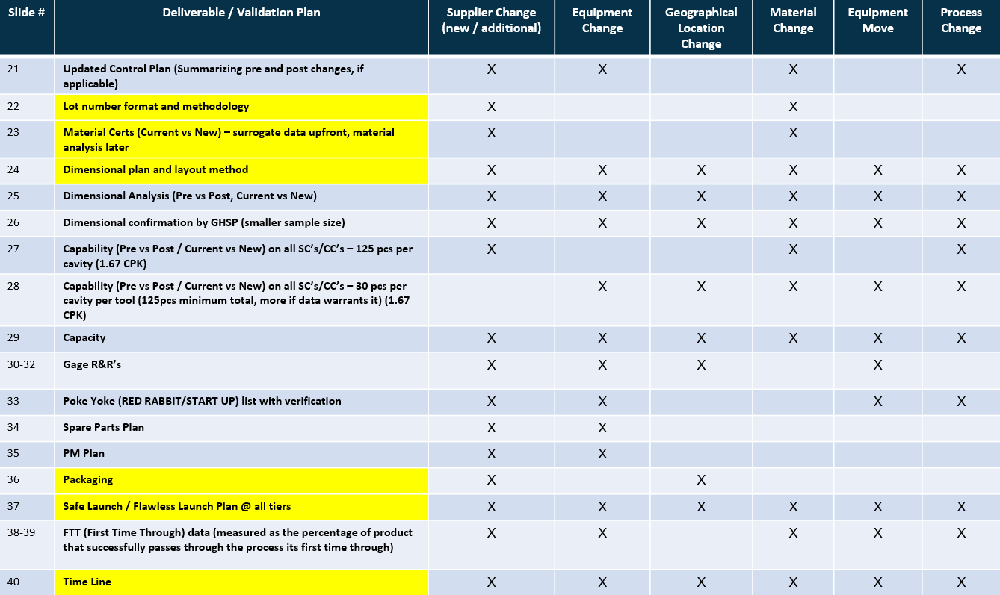 Slide # Deliverable / Validation Plan Supplier Change Equipment Geographical Material Equipment Process
(new / additional) Change Location Change Move Change
Change
21 Updated Control Plan (Summarizing pre and post changes, if X X X X
applicable)
22 Lot number format and methodology X X
23 Material Certs (Current vs New) – surrogate data upfront, material X X
analysis later
24 Dimensional plan and layout method X X X X X X
25 Dimensional Analysis (Pre vs Post, Current vs New) X X X X X X
26 Dimensional confirmation by GHSP (smaller sample size) X X X X X X
27 Capability (Pre vs Post / Current vs New) on all SC’s/CC’s – 125 pcs per X X X
cavity (1.67 CPK)
28 Capability (Pre vs Post / Current vs New) on all SC’s/CC’s – 30 pcs per X X X X X
cavity per tool (125pcs minimum total, more if data warrants it) (1.67
CPK)
29 Capacity X X X X X X
30-32 Gage R&R’s X X X X
33 Poke Yoke (RED RABBIT/START UP) list with verification X X X X
34 Spare Parts Plan X X
35 PM Plan X X
36 Packaging X X
37 Safe Launch / Flawless Launch Plan @ all tiers X X X X X X
38-39 FTT (First Time Through) data (measured as the percentage of product X X X X X
that successfully passes through the process its first time through)
40 Time Line X X X X X X